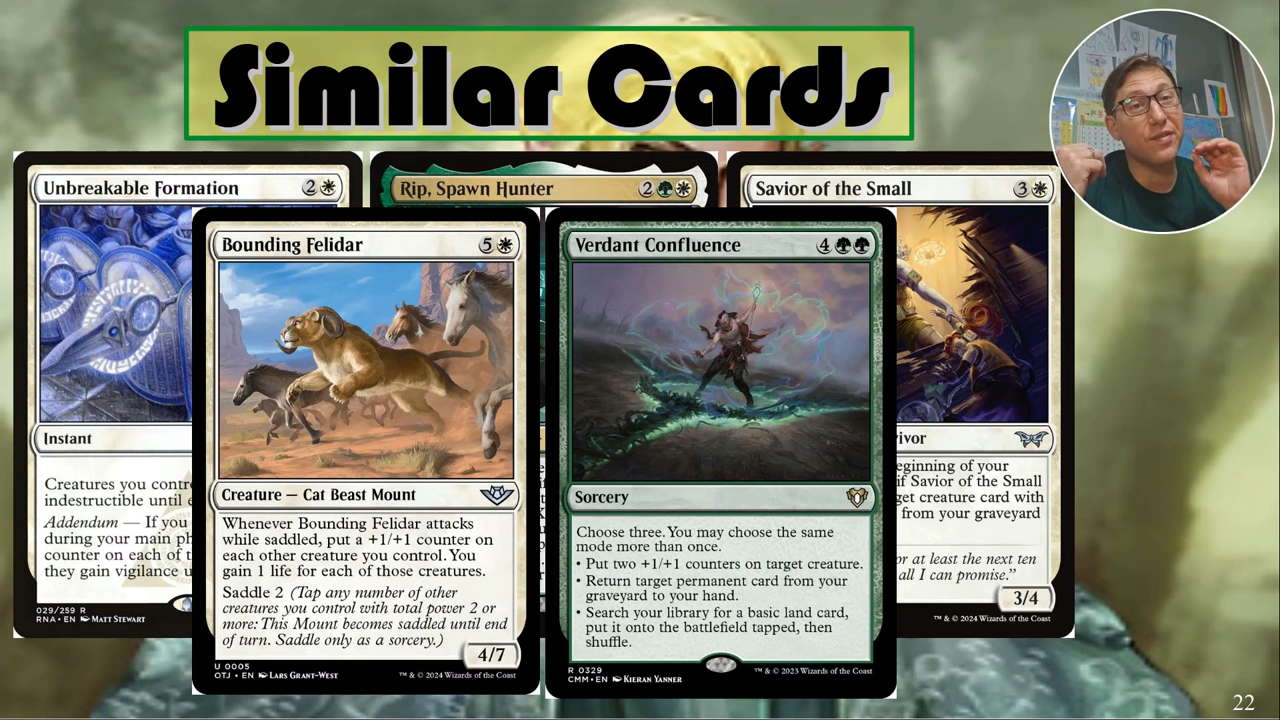 Similar Cards
Unbreakable Formation 2
Rip, Spawn Hunter 2
Savior of the Small 3
Bounding Felidar 5
Verdant Confluence 4
Instant
Creatures you
indestructible until
Addendum — If you
during your main
counter on each of
they gain vigilance
029/259 R
RNA • EN Matt Stewart
Creature — Cat Beast Mount
Whenever Bounding Felidar attacks
while saddled, put a +1/+1 counter on
each other creature you control. You
gain 1 life for each of those creatures.
Saddle 2 (Tap any number of other
creatures you control with total power 2 or
more: This Mount becomes saddled until end
of turn. Saddle only as a sorcery.)
4/7
U 0005
OTJ • EN Lars Grant-West
™ & © 2024 Wizards of the Coast
Sorcery
Choose three. You may choose the same
mode more than once.
• Put two +1/+1 counters on target creature.
• Return target permanent card from your
graveyard to your hand.
• Search your library for a basic land card,
put it onto the battlefield tapped, then
shuffle.
R 0329
CMM • EN Kieran Yanner
™ & © 2023 Wizards of the Coast
vivor
eginning of your
if Savior of the Small
get creature card with
from your graveyard
or at least the next ten
all I can promise.”
3/4
™ & © 2024 Wizards of the Coast
22